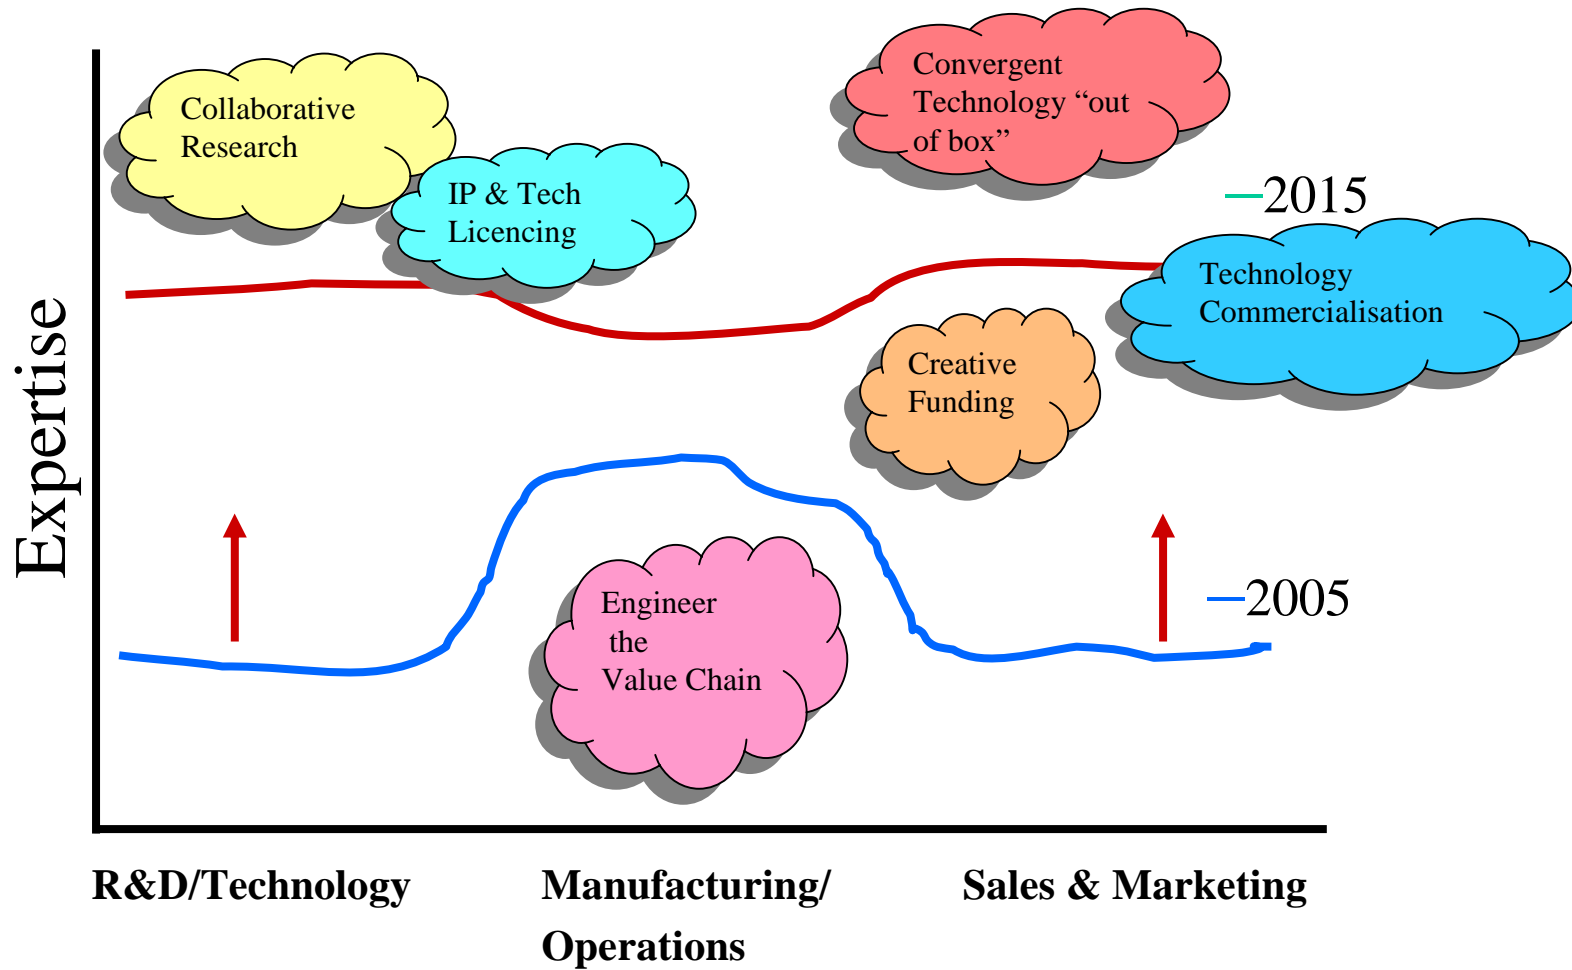 Collaborative
Research
IP & Tech
Licencing
Convergent
Technology “out
of box”
2015
Technology
Commercialisation
Creative
Funding
Expertise
Engineer
the
Value Chain
2005
R&D/Technology
Manufacturing/
Operations
Sales & Marketing